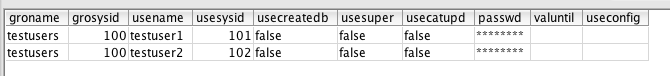 groname grosysid usename usesysid usecreatedb usesuper usecatupd passwd valuntil useconfig
testusers 100 testuser1 101 false false false ******** 
testusers 100 testuser2 102 false false false ********